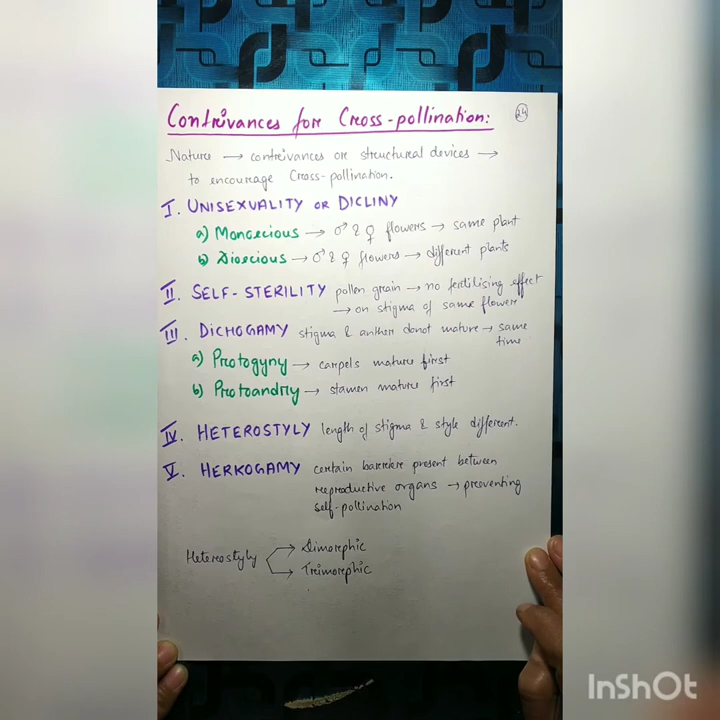 Contrivances for Cross-pollination:
24
Nature → contrivances or structural devices →
to encourage Cross-pollination.
I. UNISEXUALITY or DICLINY
a) Monoecious → ♂ & ♀ flowers → same plant
b) Dioecious → ♂ & ♀ flowers → different plants
II. SELF-STERILITY pollen grain → no fertilising effect
→ on stigma of same flower
III. DICHOGAMY stigma & anther donot mature → same
time
a) Protogyny → carpels mature first
b) Protoandry → stamen mature first
IV. HETEROSTYLY length of stigma & style different.
V. HERKOGAMY certain barrier present between
reproductive organs → preventing
self-pollination
Heterostyly → Dimorphic
→ Trimorphic
InShOt